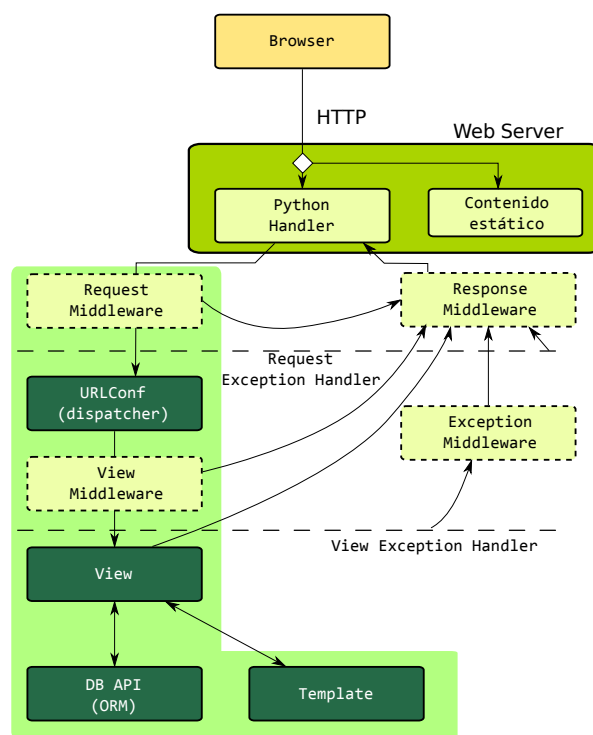 Browser
HTTP
Web Server
Python
Handler
Contenido
estático
Request
Middleware
Response
Middleware
Request
Exception Handler
URLConf
(dispatcher)
Exception
Middleware
View
Middleware
View Exception Handler
View
DB API
(ORM)
Template